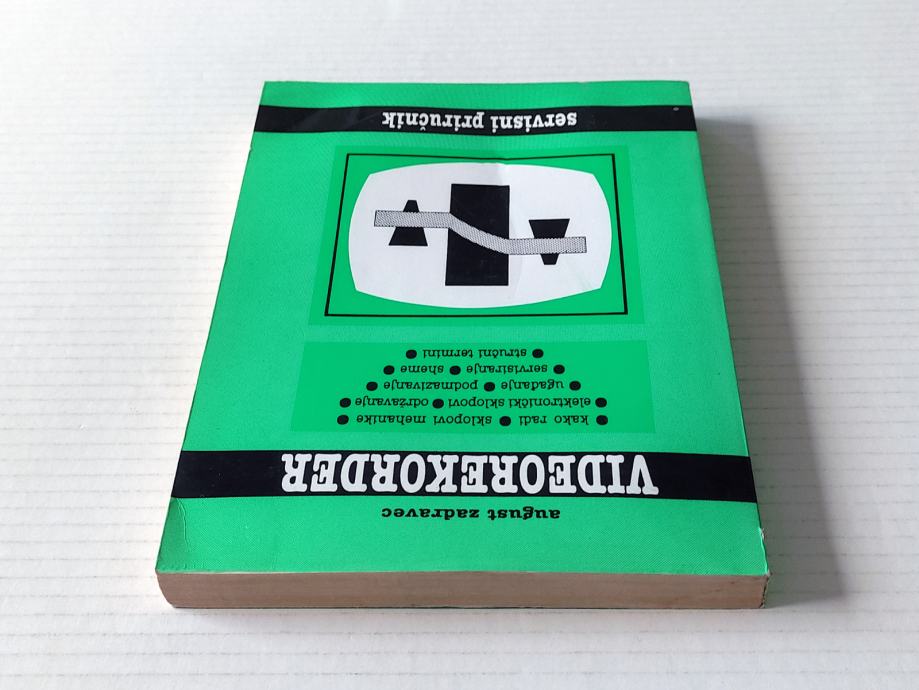 august zadravec
VIDEOREKORDER
● kako radi ● sklopovi mehanike ●
● elektronički sklopovi ● održavanje ●
● ugađanje ● podmazivanje ●
● servisiranje ● sheme ●
● stručni termini ●
servisni priručnik